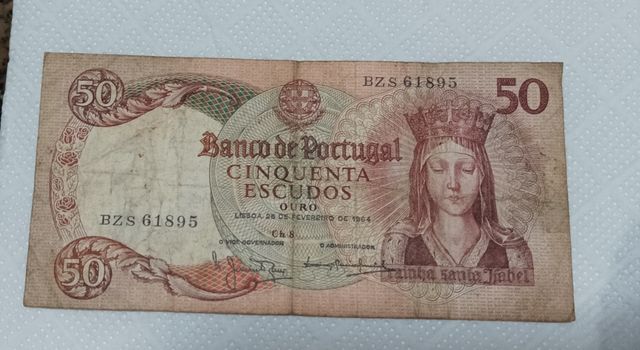 50
BZS 61895
50
Banco de Portugal
CINQUENTA
ESCUDOS
OURO
LISBOA, 28 DE FEVEREIRO DE 1964
Ch 8
BZS 61895
O VICE-GOVERNADOR
O ADMINISTRADOR
50
rainha santa Isabel